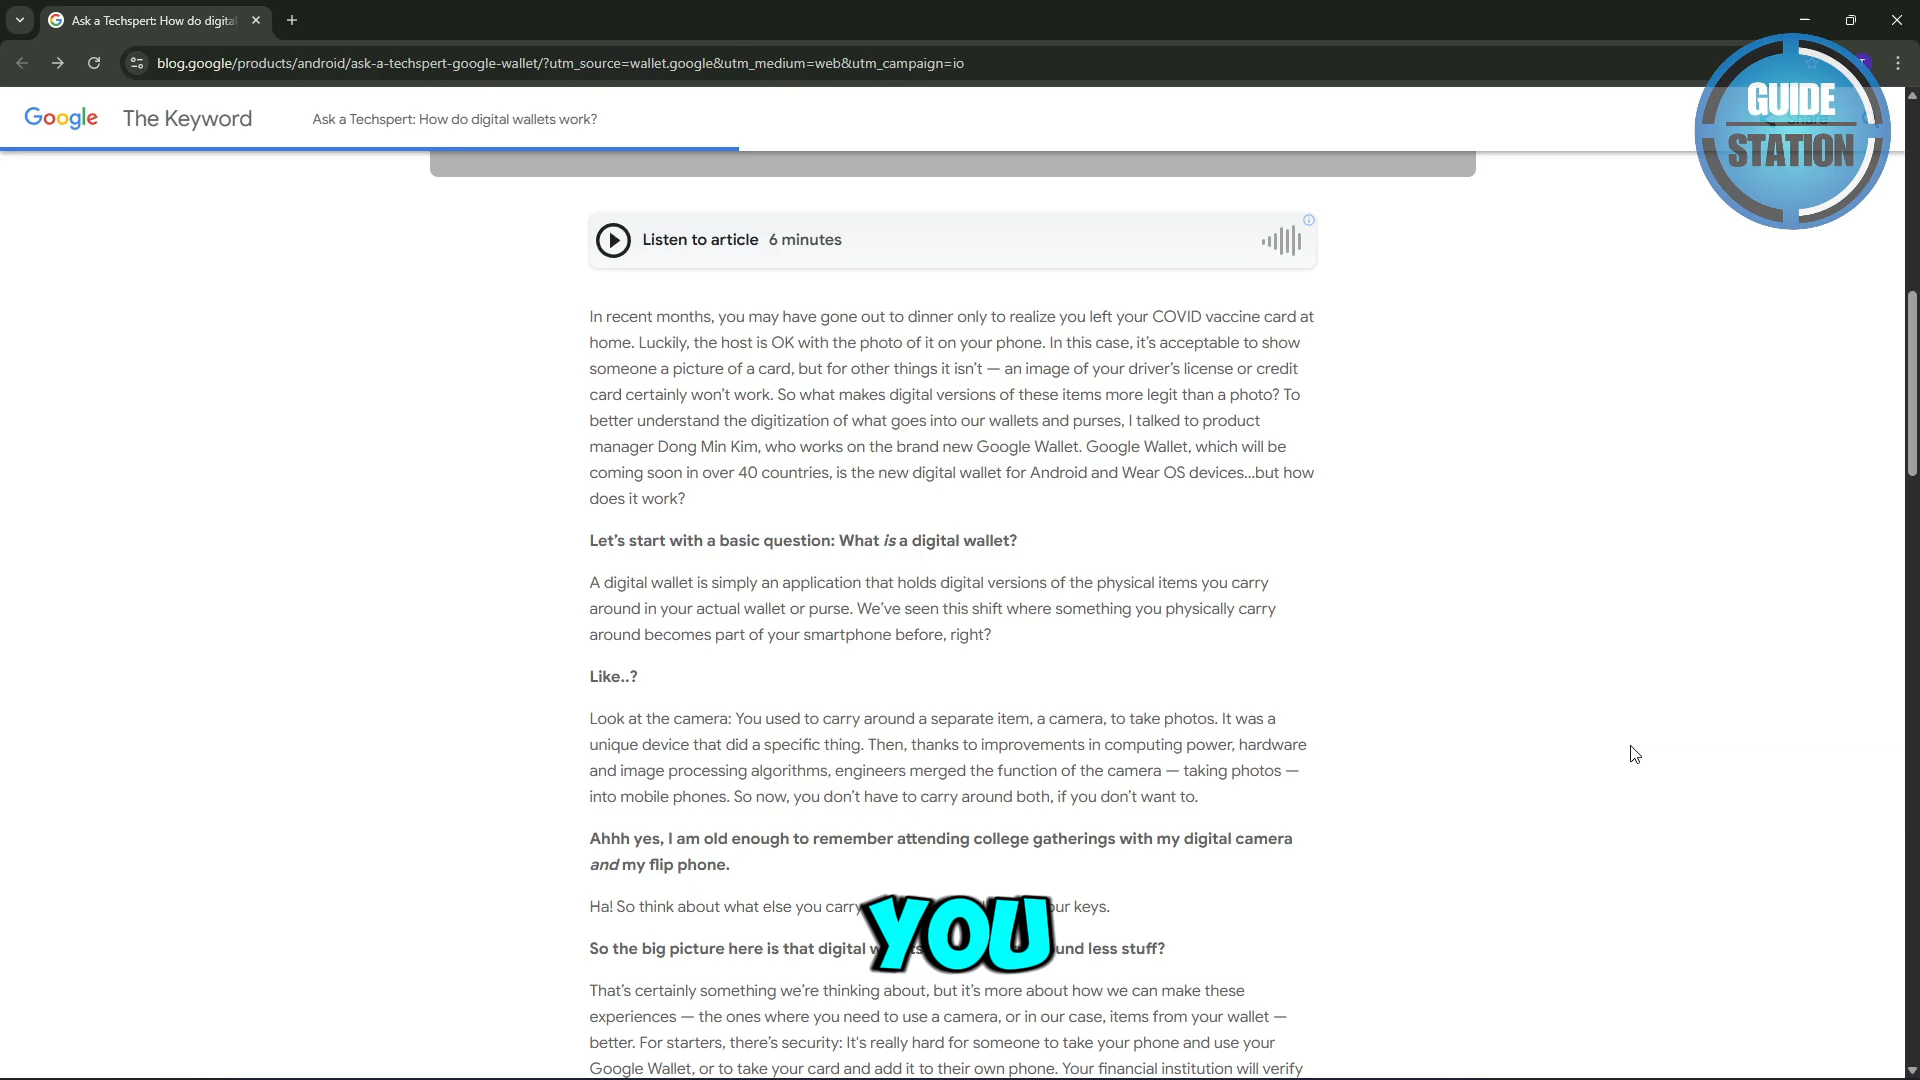 Ask a Techspert: How do digita
blog.google/products/android/ask-a-techspert-google-wallet/?utm_source=wallet.google&utm_medium=web&utm_campaign=io
Google The Keyword Ask a Techspert: How do digital wallets work?
Share
GUIDE
STATION
Listen to article 6 minutes
In recent months, you may have gone out to dinner only to realize you left your COVID vaccine card at
home. Luckily, the host is OK with the photo of it on your phone. In this case, it's acceptable to show
someone a picture of a card, but for other things it isn't — an image of your driver's license or credit
card certainly won't work. So what makes digital versions of these items more legit than a photo? To
better understand the digitization of what goes into our wallets and purses, I talked to product
manager Dong Min Kim, who works on the brand new Google Wallet. Google Wallet, which will be
coming soon in over 40 countries, is the new digital wallet for Android and Wear OS devices...but how
does it work?
Let's start with a basic question: What is a digital wallet?
A digital wallet is simply an application that holds digital versions of the physical items you carry
around in your actual wallet or purse. We've seen this shift where something you physically carry
around becomes part of your smartphone before, right?
Like..?
Look at the camera: You used to carry around a separate item, a camera, to take photos. It was a
unique device that did a specific thing. Then, thanks to improvements in computing power, hardware
and image processing algorithms, engineers merged the function of the camera — taking photos —
into mobile phones. So now, you don't have to carry around both, if you don't want to.
Ahhh yes, I am old enough to remember attending college gatherings with my digital camera
and my flip phone.
Ha! So think about what else you carry our keys.
YOU
So the big picture here is that digital und less stuff?
That's certainly something we're thinking about, but it's more about how we can make these
experiences — the ones where you need to use a camera, or in our case, items from your wallet —
better. For starters, there's security: It's really hard for someone to take your phone and use your
Google Wallet, or to take your card and add it to their own phone. Your financial institution will verify